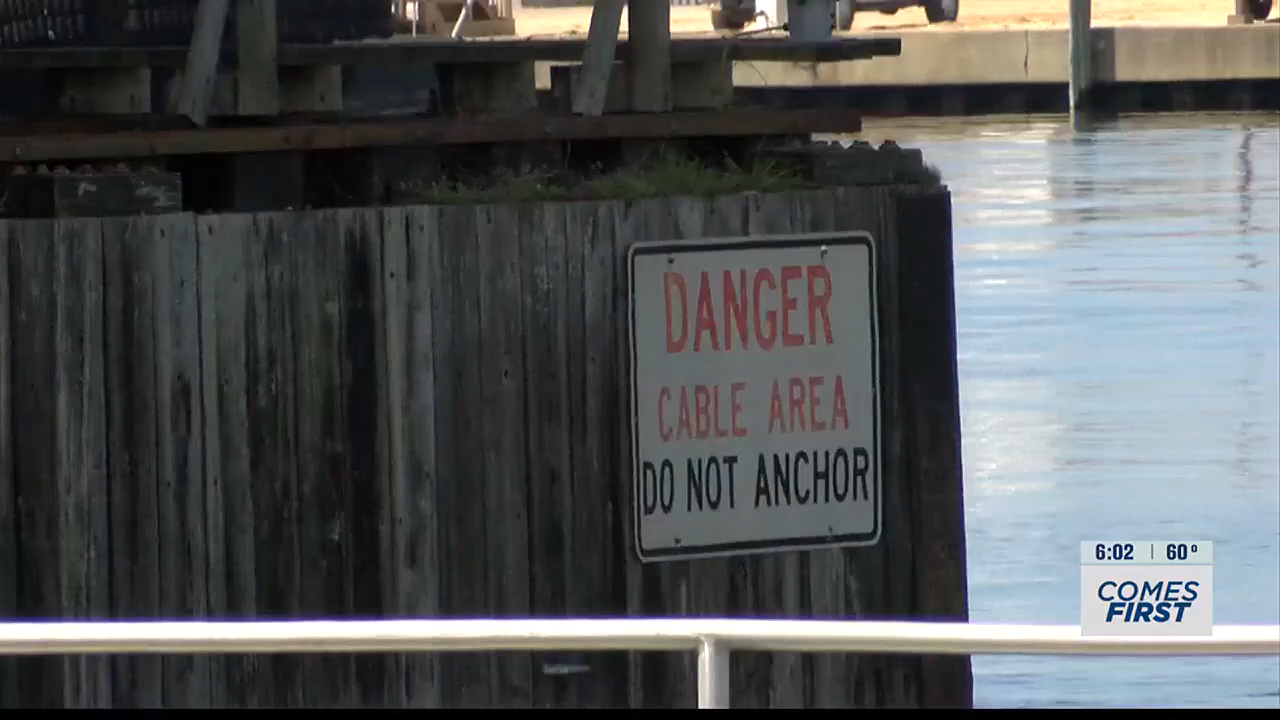 DANGER
CABLE AREA
DO NOT ANCHOR
6:02 | 60°
COMES
FIRST